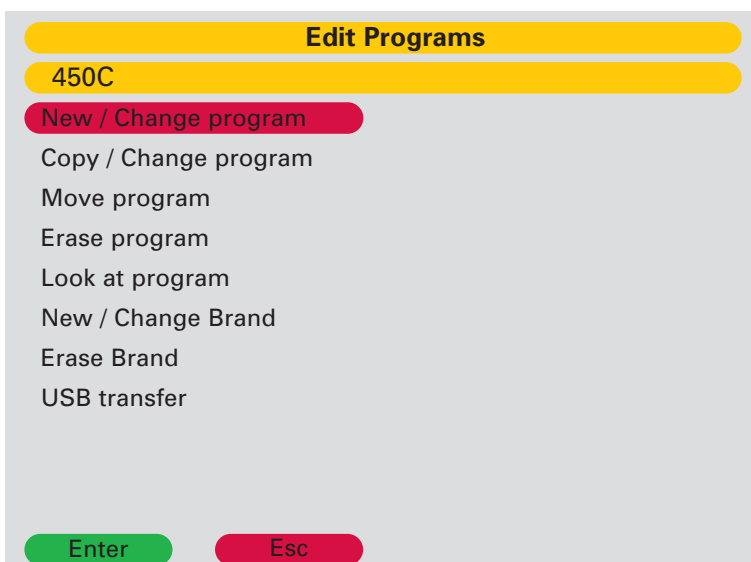 Edit Programs
450C
New / Change program
Copy / Change program
Move program
Erase program
Look at program
New / Change Brand
Erase Brand
USB transfer
Enter Esc